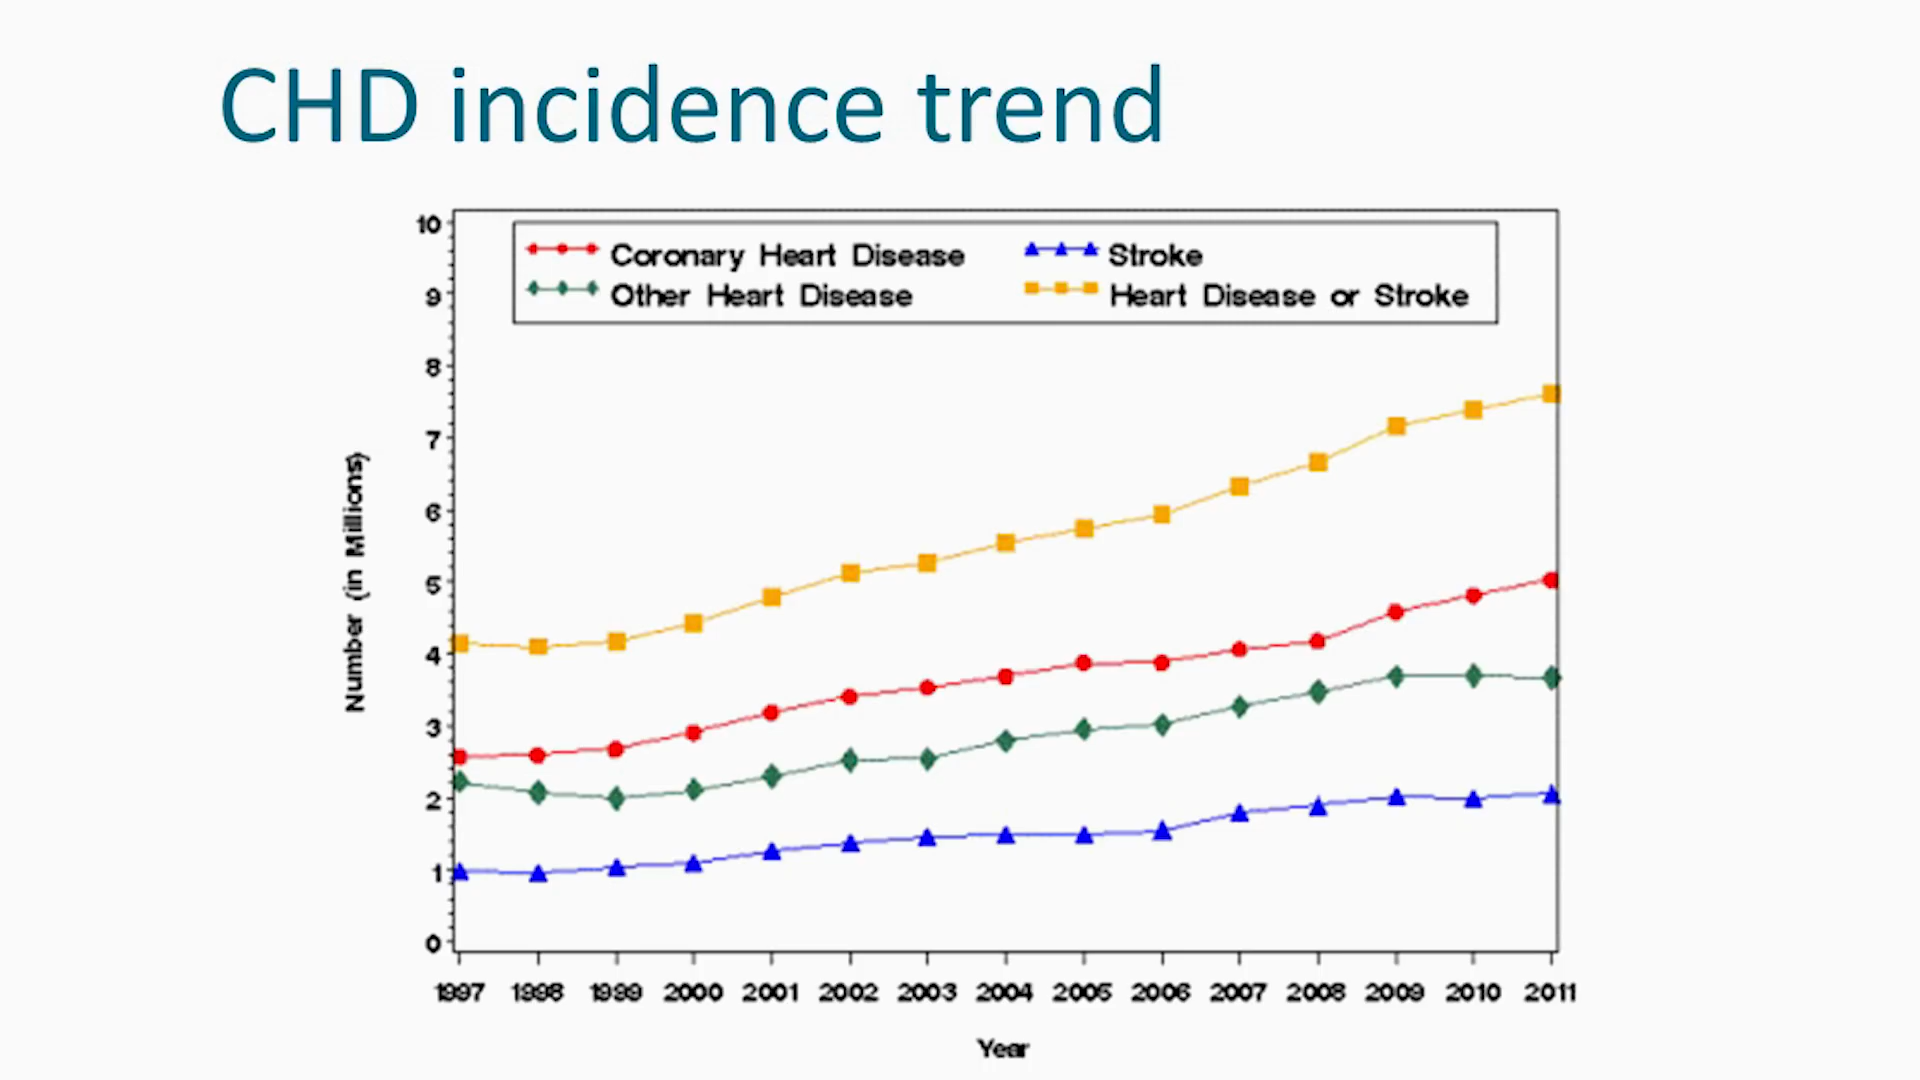 CHD incidence trend
Coronary Heart Disease Stroke
Other Heart Disease Heart Disease or Stroke
10
9
8
7
6
5
4
3
2
1
0
Number (in Millions)
1997 1998 1999 2000 2001 2002 2003 2004 2005 2006 2007 2008 2009 2010 2011
Year